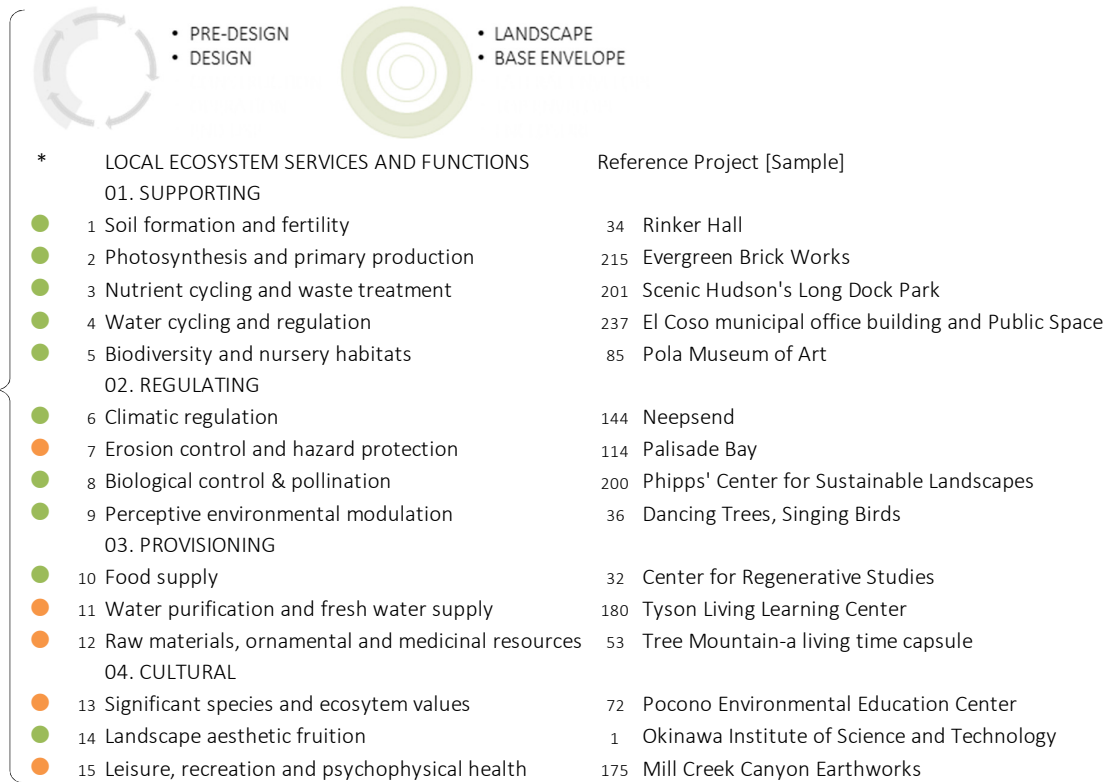 • PRE-DESIGN
• DESIGN
• LANDSCAPE
• BASE ENVELOPE
* LOCAL ECOSYSTEM SERVICES AND FUNCTIONS Reference Project [Sample]
01. SUPPORTING
1 Soil formation and fertility 34 Rinker Hall
2 Photosynthesis and primary production 215 Evergreen Brick Works
3 Nutrient cycling and waste treatment 201 Scenic Hudson's Long Dock Park
4 Water cycling and regulation 237 El Coso municipal office building and Public Space
5 Biodiversity and nursery habitats 85 Pola Museum of Art
02. REGULATING
6 Climatic regulation 144 Neepsend
7 Erosion control and hazard protection 114 Palisade Bay
8 Biological control & pollination 200 Phipps' Center for Sustainable Landscapes
9 Perceptive environmental modulation 36 Dancing Trees, Singing Birds
03. PROVISIONING
10 Food supply 32 Center for Regenerative Studies
11 Water purification and fresh water supply 180 Tyson Living Learning Center
12 Raw materials, ornamental and medicinal resources 53 Tree Mountain-a living time capsule
04. CULTURAL
13 Significant species and ecosytem values 72 Pocono Environmental Education Center
14 Landscape aesthetic fruition 1 Okinawa Institute of Science and Technology
15 Leisure, recreation and psychophysical health 175 Mill Creek Canyon Earthworks